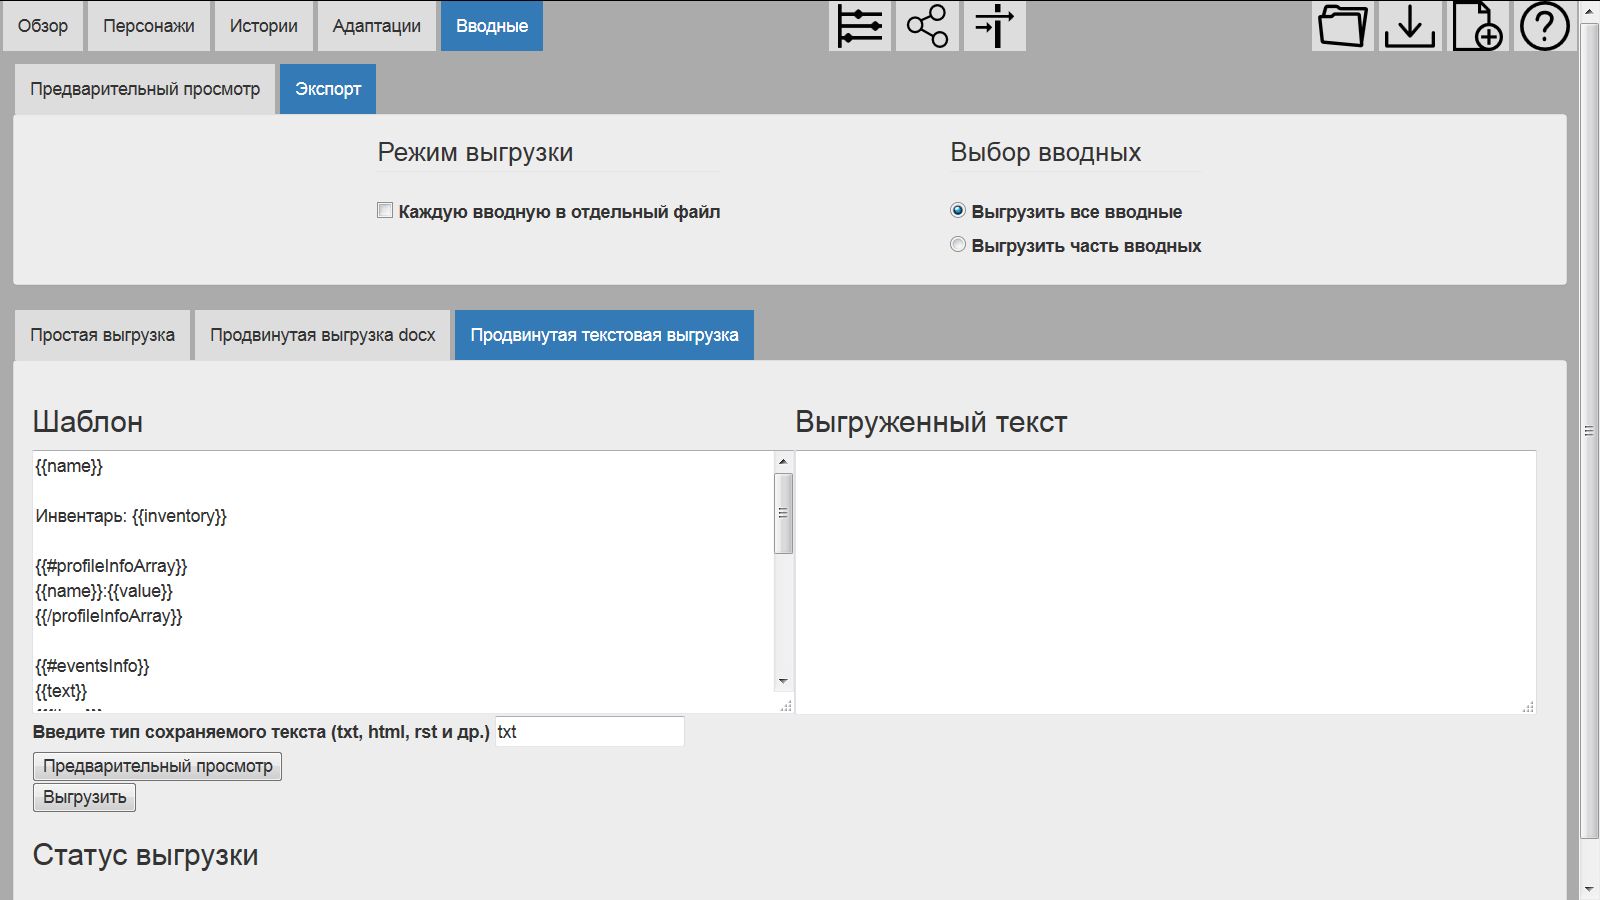 Обзор Персонажи Истории Адаптации Вводные
Предварительный просмотр Экспорт
Режим выгрузки
Каждую вводную в отдельный файл
Выбор вводных
Выгрузить все вводные
Выгрузить часть вводных
Простая выгрузка Продвинутая выгрузка docx Продвинутая текстовая выгрузка
Шаблон
{{name}}
Инвентарь: {{inventory}}
{{#profileInfoArray}}
{{name}}:{{value}}
{{/profileInfoArray}}
{{#eventsInfo}}
{{text}}
Выгруженный текст
Введите тип сохраняемого текста (txt, html, rst и др.) txt
Предварительный просмотр
Выгрузить
Статус выгрузки